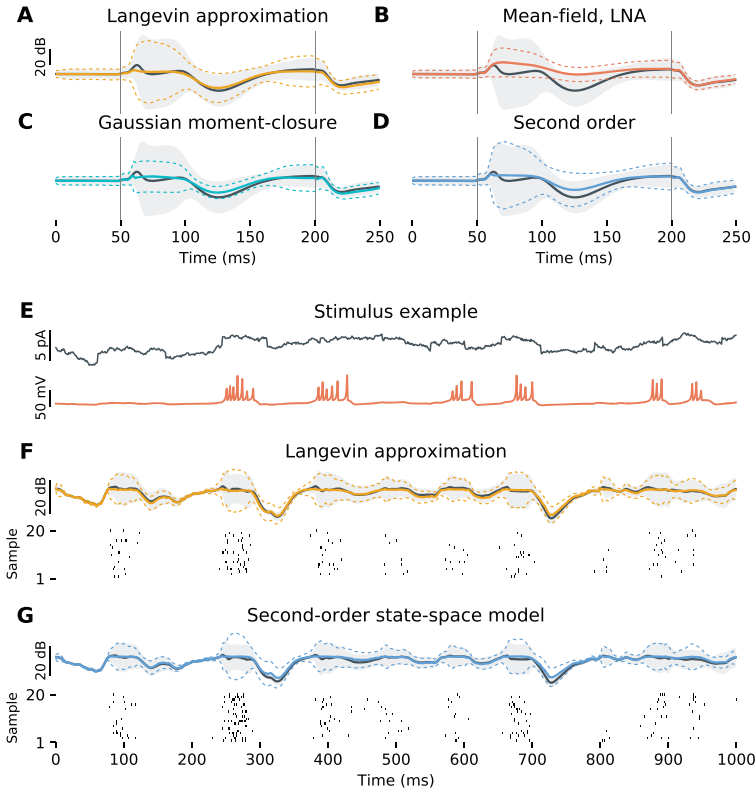 A
Langevin approximation
B
Mean-field, LNA
20 dB
C
Gaussian moment-closure
D
Second order
0 50 100 150 200 250
0 50 100 150 200 250
Time (ms)
Time (ms)
E
Stimulus example
5 pA
50 mV
F
Langevin approximation
20 dB
20
Sample
1
G
Second-order state-space model
20 dB
20
Sample
1
0 100 200 300 400 500 600 700 800 900 1000
Time (ms)